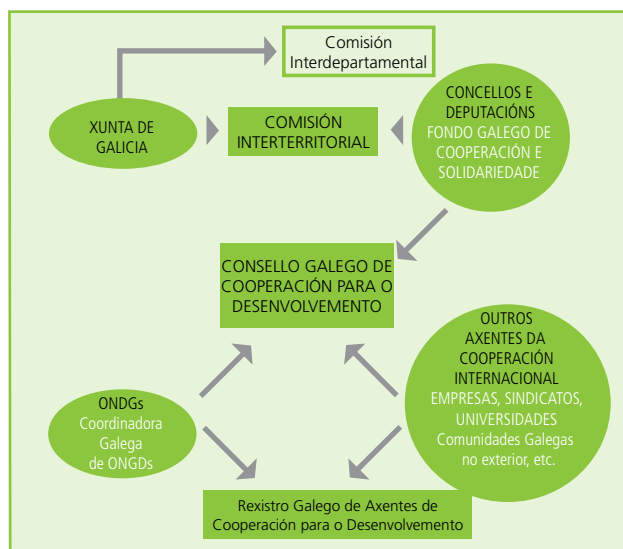 Comisión
Interdepartamental
XUNTA DE
GALICIA
COMISIÓN
INTERTERRITORIAL
CONCELLOS E
DEPUTACIÓNS
FONDO GALEGO DE
COOPERACIÓN E
SOLIDARIEDADE
CONSELLO GALEGO DE
COOPERACIÓN PARA O
DESENVOLVEMENTO
OUTROS
AXENTES DA
COOPERACIÓN
INTERNACIONAL
EMPRESAS, SINDICATOS,
UNIVERSIDADES
Comunidades Galegas
no exterior, etc.
ONDGs
Coordinadora
Galega
de ONGDs
Rexistro Galego de Axentes de
Cooperación para o Desenvolvemento